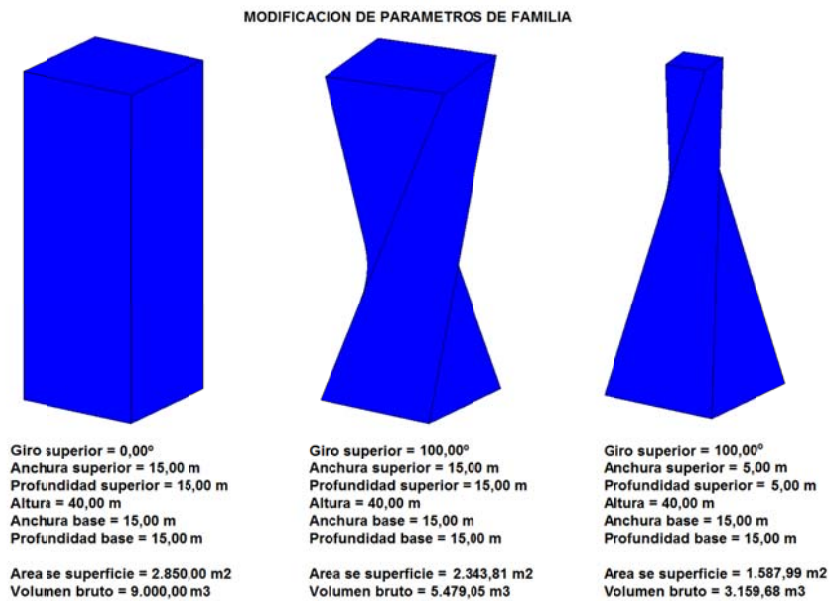 MODIFICACION DE PARAMETROS DE FAMILIA
Giro superior = 0,00º
Anchura superior = 15,00 m
Profundidad superior = 15,00 m
Altura = 40,00 m
Anchura base = 15,00 m
Profundidad base = 15,00 m
Area se superficie = 2.850,00 m2
Volumen bruto = 9.000,00 m3
Giro superior = 100,00º
Anchura superior = 15,00 m
Profundidad superior = 15,00 m
Altura = 40,00 m
Anchura base = 15,00 m
Profundidad base = 15,00 m
Area se superficie = 2.343,81 m2
Volumen bruto = 5.479,05 m3
Giro superior = 100,00º
Anchura superior = 5,00 m
Profundidad superior = 5,00 m
Altura = 40,00 m
Anchura base = 15,00 m
Profundidad base = 15,00 m
Area se superficie = 1.587,99 m2
Volumen bruto = 3.159,68 m3